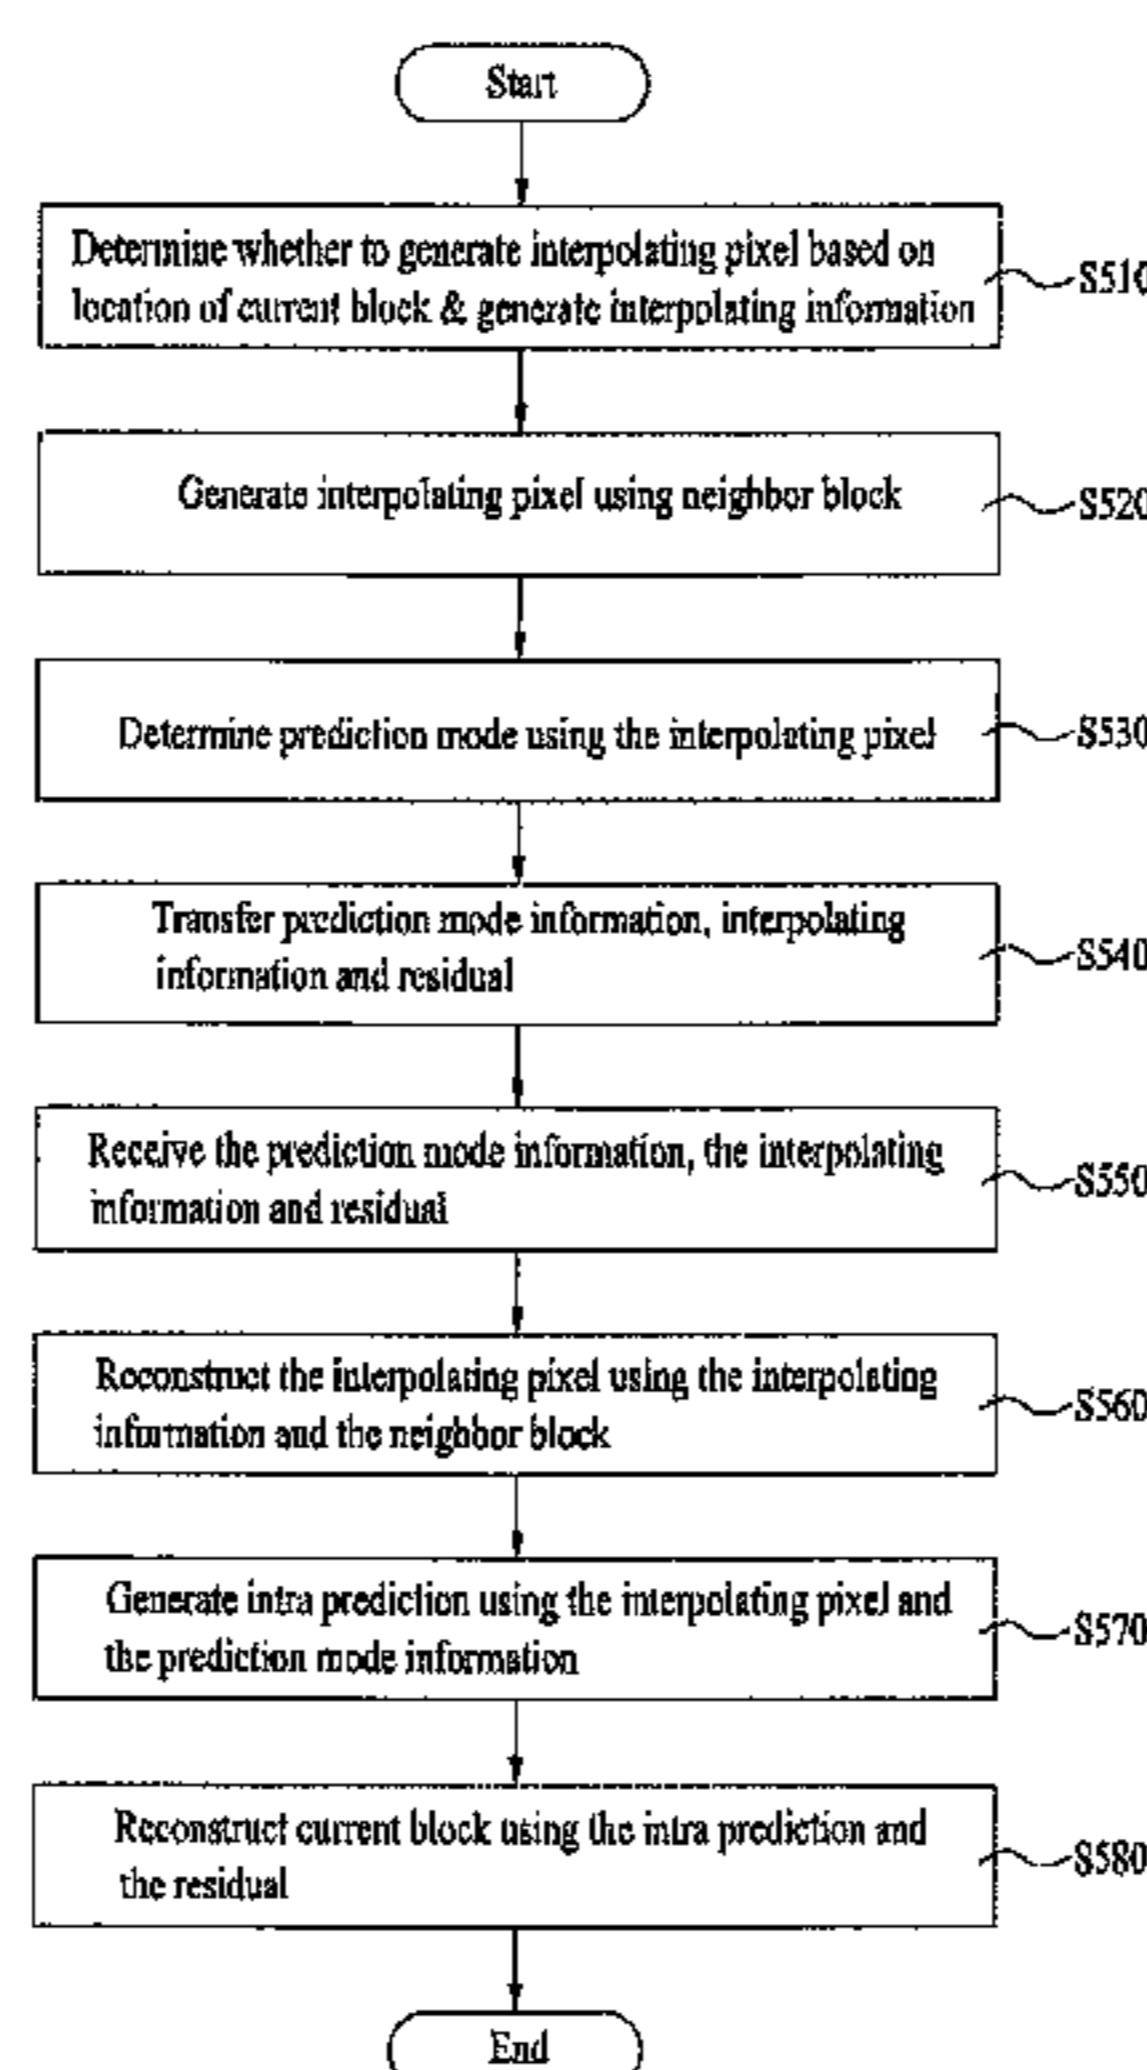 Start
Determine whether to generate interpolating pixel based on
location of current block & generate interpolating information
S510
Generate interpolating pixel using neighbor block
S520
Determine prediction mode using the interpolating pixel
S530
Transfer prediction mode information, interpolating
information and residual
S540
Receive the prediction mode information, the interpolating
information and residual
S550
Reconstruct the interpolating pixel using the interpolating
information and the neighbor block
S560
Generate intra prediction using the interpolating pixel and
the prediction mode information
S570
Reconstruct current block using the intra prediction and
the residual
S580
End